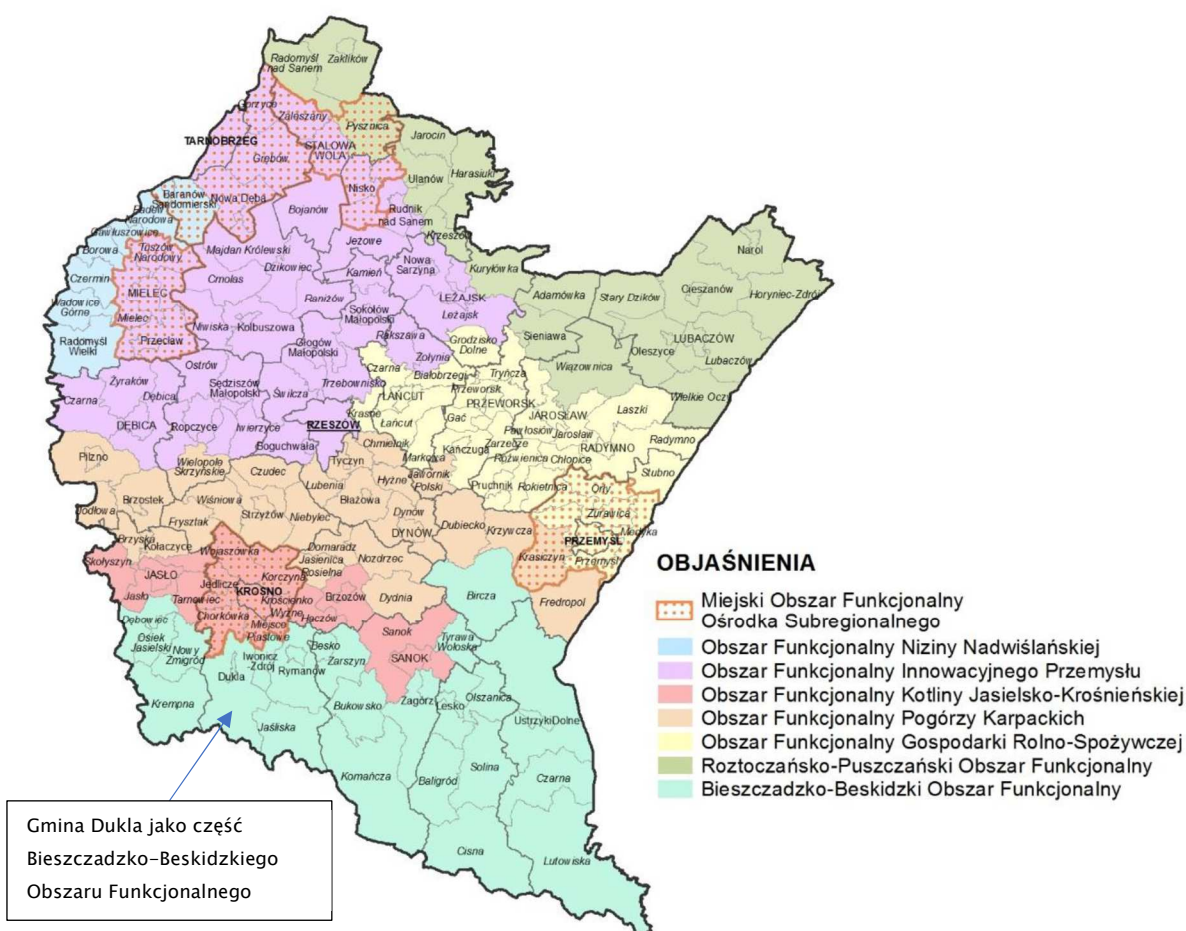 Radomyśl
nad Sanem
Zaklików
Gorzyce
Zaleszany
Pysznica
TARNOBRZEG
STALOWA
WOLA
Jarocin
Grębów
Ulanów
Harasiuki
Baranów
Sandomierski
Nowa Dęba
Nisko
Padew
Narodowa
Bojanów
Rudnik
nad Sanem
Gawłuszowice
Borowa
Tuszów
Narodowy
Majdan Królewski
Jeżowe
Krzeszów
Narol
Czermin
Cmolas
Dzikowiec
Kamień
Nowa
Sarzyna
Kuryłówka
Cieszanów
Horyniec-Zdrój
MIELEC
Raniżów
LEŻAJSK
Adamówka
Stary Dzików
Wadowice
Górne
Mielec
Sokołów
Małopolski
Leżajsk
Niwiska
Kolbuszowa
Sieniawa
LUBACZÓW
Radomyśl
Wielki
Przecław
Głogów
Małopolski
Rakszawa
Grodzisko
Dolne
Oleszyce
Lubaczów
Ostrów
Żołynia
Wiązownica
Żyraków
Czarna
Białobrzegi
Tryńcza
Czarna
Dębica
Sędziszów
Małopolski
Świlcza
Trzebownisko
ŁAŃCUT
Przeworsk
PRZEWORSK
Wielkie Oczy
DĘBICA
Ropczyce
Iwierzyce
RZESZÓW
Krasne
Łańcut
Gać
JAROSŁAW
Laszki
Boguchwała
Chmielnik
Pawłosiów
Jarosław
RADYMNO
Radymno
Pilzno
Wielopole
Skrzyńskie
Czudec
Tyczyn
Markowa
Kańczuga
Zarzecze
Roźwienica
Chłopice
Stubno
Lubenia
Hyżne
Jawornik
Polski
Pruchnik
Rokietnica
Orły
Brzostek
Wiśniowa
Błażowa
Żurawica
Jodłowa
Frysztak
Strzyżów
Niebylec
Dynów
DYNÓW
Dubiecko
Krzywcza
Medyka
Brzyska
Kołaczyce
Wojaszówka
Domaradz
Jasienica
Rosielna
Nozdrzec
PRZEMYŚL
Krasiczyn
Przemyśl
Skołyszyn
JASŁO
Jedlicze
Korczyna
KROSNO
Jasło
Tarnowiec
Krościenko
Wyżne
Brzozów
Dydnia
Bircza
Fredropol
Chorkówka
Miejsce
Piastowe
Haczów
Dębowiec
Sanok
Tyrawa
Wołoska
Osiek
Jasielski
Nowy
Żmigród
Iwonicz
-Zdrój
Besko
SANOK
Dukla
Rymanów
Zarszyn
Krempna
Jaśliska
Bukowsko
Zagórz
Lesko
Olszanica
Ustrzyki Dolne
Komańcza
Baligród
Solina
Czarna
Cisna
Lutowiska
OBJAŚNIENIA
Miejski Obszar Funkcjonalny
Ośrodka Subregionalnego
Obszar Funkcjonalny Niziny Nadwiślańskiej
Obszar Funkcjonalny Innowacyjnego Przemysłu
Obszar Funkcjonalny Kotliny Jasielsko-Krośnieńskiej
Obszar Funkcjonalny Pogórzy Karpackich
Obszar Funkcjonalny Gospodarki Rolno-Spożywczej
Roztoczańsko-Puszczański Obszar Funkcjonalny
Bieszczadzko-Beskidzki Obszar Funkcjonalny
Gmina Dukla jako część
Bieszczadzko-Beskidzkiego
Obszaru Funkcjonalnego